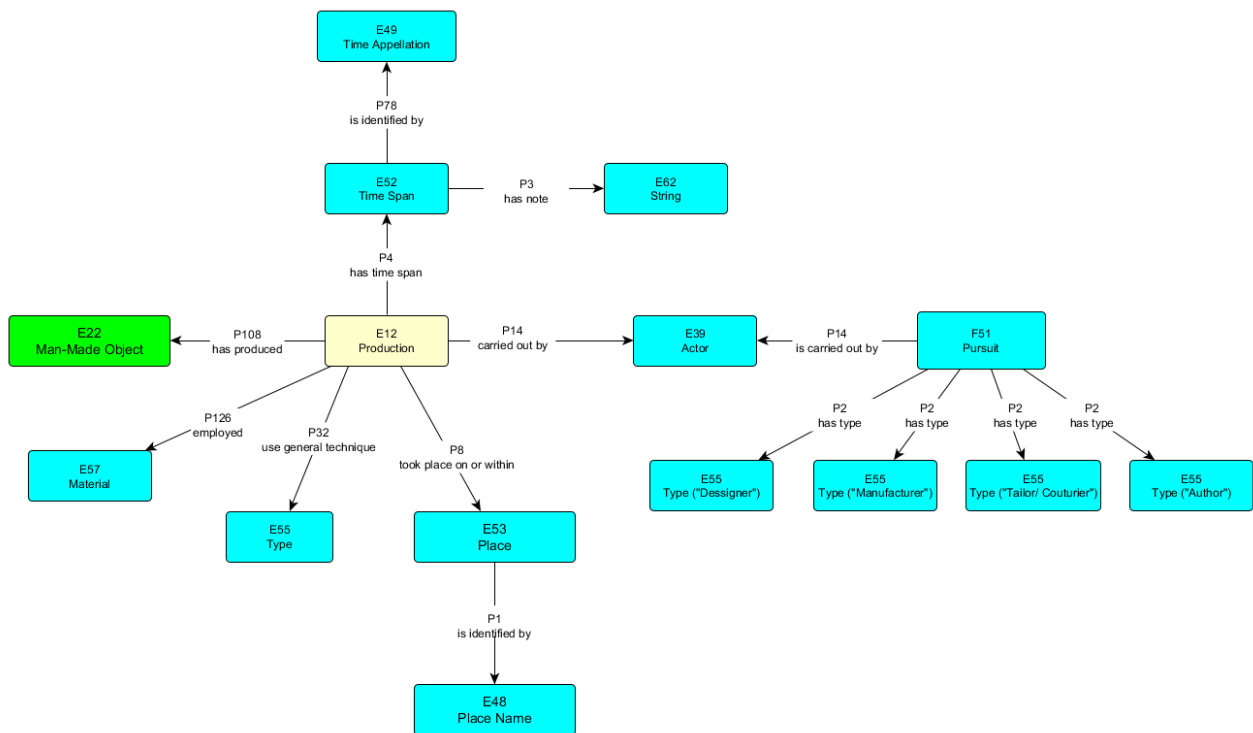 E49
Time Appellation
P78
is identified by
E52
Time Span
P3
has note
E62
String
P4
has time span
E22
Man-Made Object
P108
has produced
E12
Production
P14
carried out by
E39
Actor
P14
is carried out by
F51
Pursuit
P126
employed
P32
use general technique
P8
took place on or within
P2
has type
P2
has type
P2
has type
P2
has type
E57
Material
E55
Type
E53
Place
E55
Type ("Dessigner")
E55
Type ("Manufacturer")
E55
Type ("Tailor/ Couturier")
E55
Type ("Author")
P1
is identified by
E48
Place Name